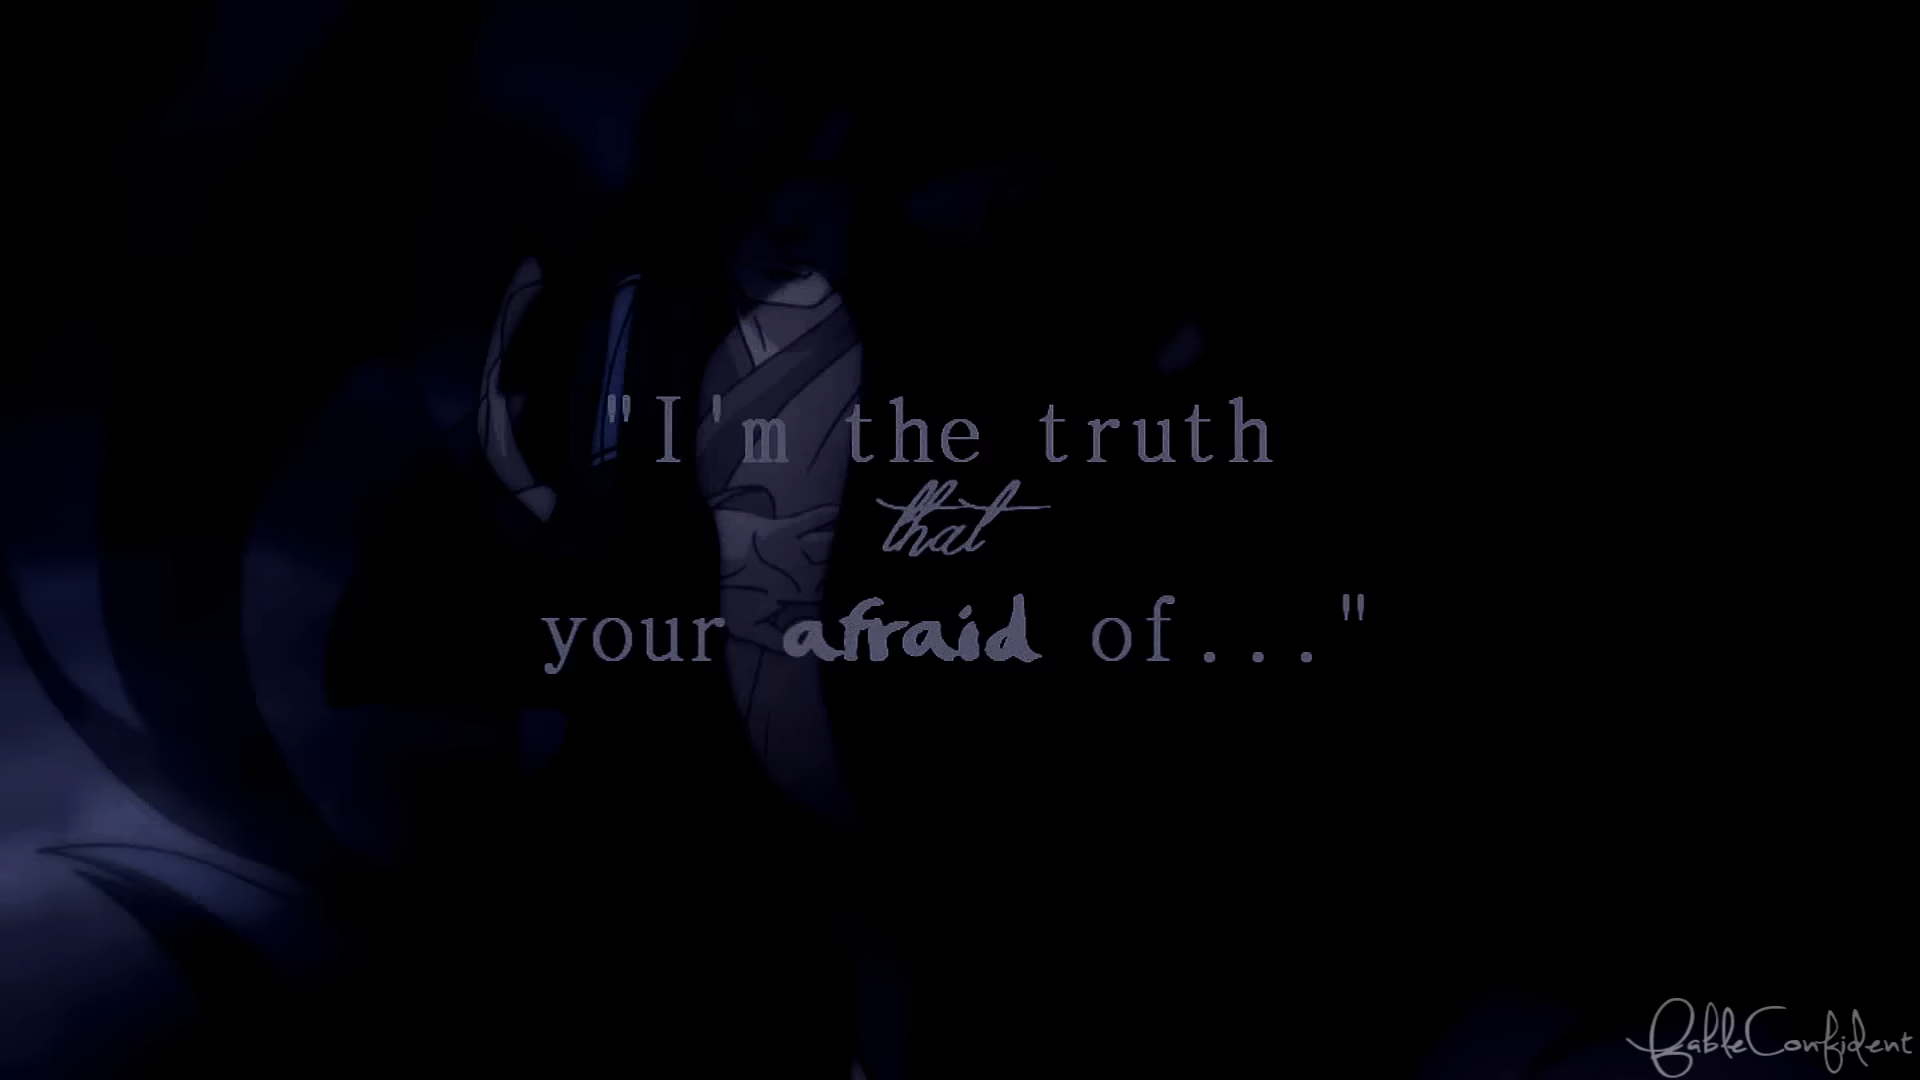 "I'm the truth
that
your afraid of..."
FableConfident